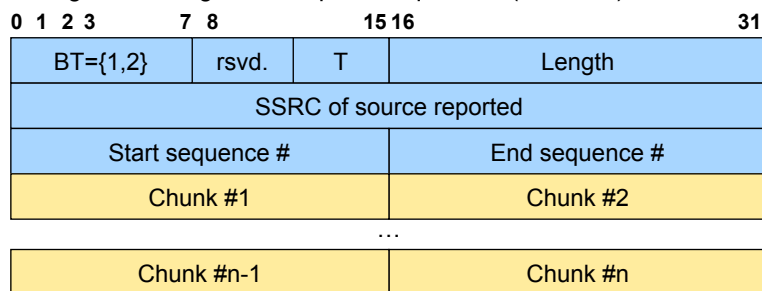 0 1 2 3 7 8 15 16 31
BT={1,2} rsvd. T Length
SSRC of source reported
Start sequence # End sequence #
Chunk #1 Chunk #2
…
Chunk #n-1 Chunk #n